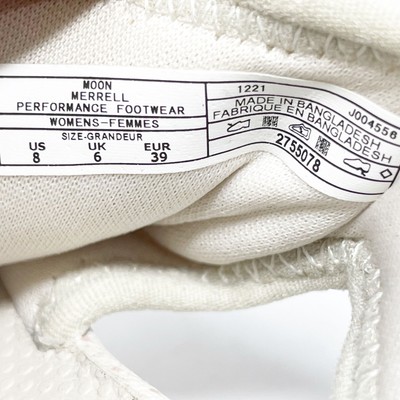 MOON
MERRELL
PERFORMANCE FOOTWEAR
WOMENS-FEMMES
SIZE-GRANDEUR
US UK EUR
8 6 39
1221 J004556
MADE IN BANGLADESH
FABRIQUE EN BANGLADESH
2755078